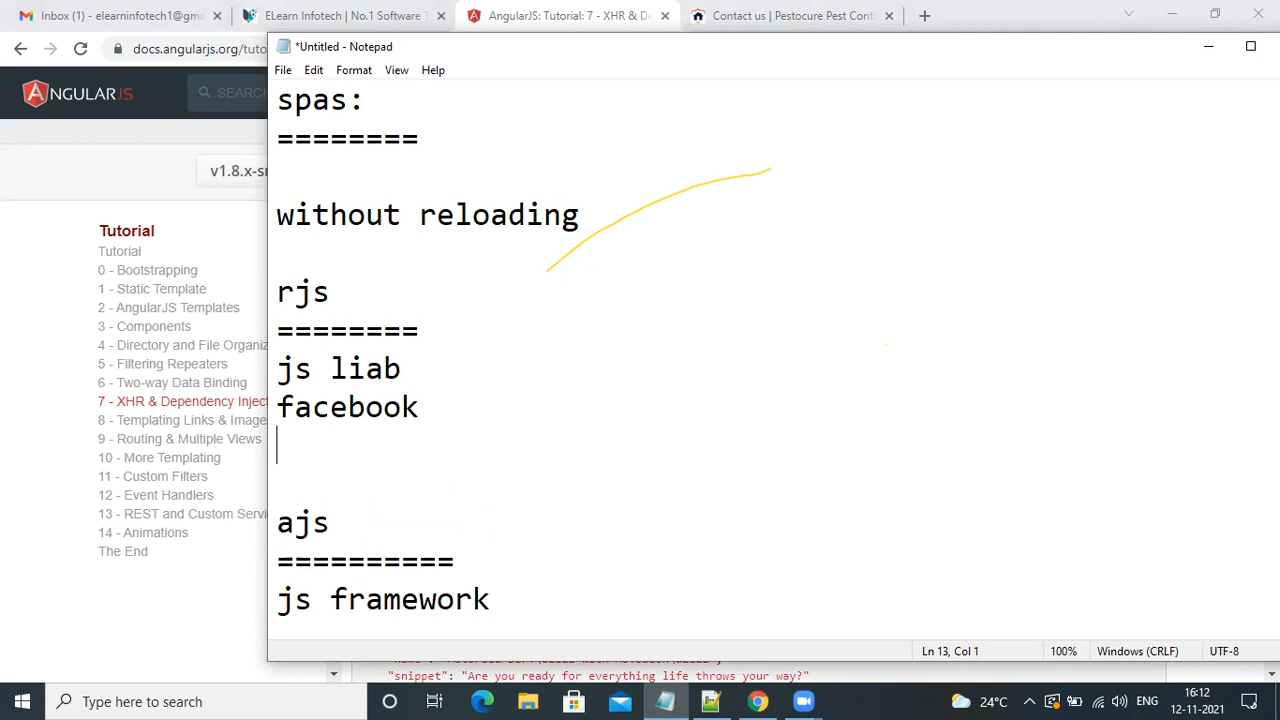 Inbox (1) - elearninfotech1@gma
ELearn Infotech | No.1 Software T
AngularJS: Tutorial: 7 - XHR & De
Contact us | Pestocure Pest Cont
docs.angularjs.org/tuto
*Untitled - Notepad
File Edit Format View Help
ANGULARJS
SEARCH
v1.8.x-sn
Tutorial
Tutorial
0 - Bootstrapping
1 - Static Template
2 - AngularJS Templates
3 - Components
4 - Directory and File Organiz
5 - Filtering Repeaters
6 - Two-way Data Binding
7 - XHR & Dependency Inject
8 - Templating Links & Image
9 - Routing & Multiple Views
10 - More Templating
11 - Custom Filters
12 - Event Handlers
13 - REST and Custom Servi
14 - Animations
The End
spas:
========
without reloading
rjs
========
js liab
facebook
ajs
==========
js framework
Ln 13, Col 1
100%
Windows (CRLF)
UTF-8
"snippet": "Are you ready for everything life throws your way?"
Type here to search
24°C
ENG
16:12
12-11-2021